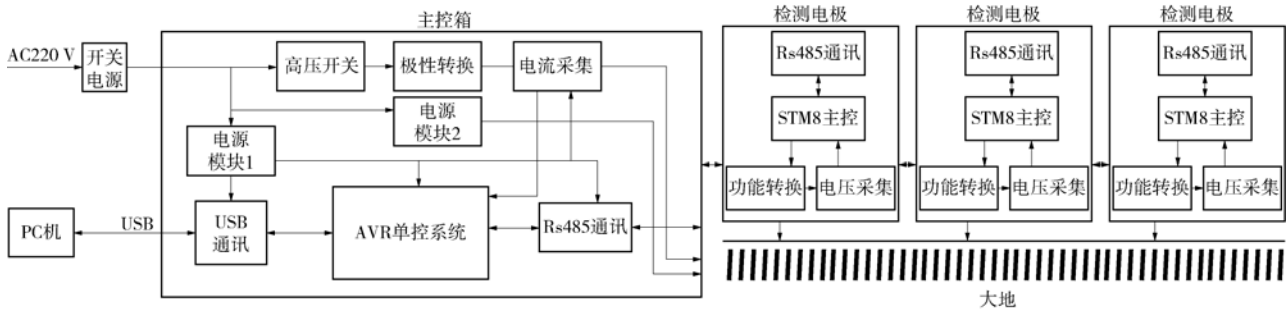 主控箱
AC220 V
开关
电源
高压开关
极性转换
电流采集
电源
模块2
电源
模块1
PC机
USB
USB
通讯
AVR单控系统
Rs485通讯
检测电极
Rs485通讯
STM8主控
功能转换
电压采集
检测电极
Rs485通讯
STM8主控
功能转换
电压采集
检测电极
Rs485通讯
STM8主控
功能转换
电压采集
大地